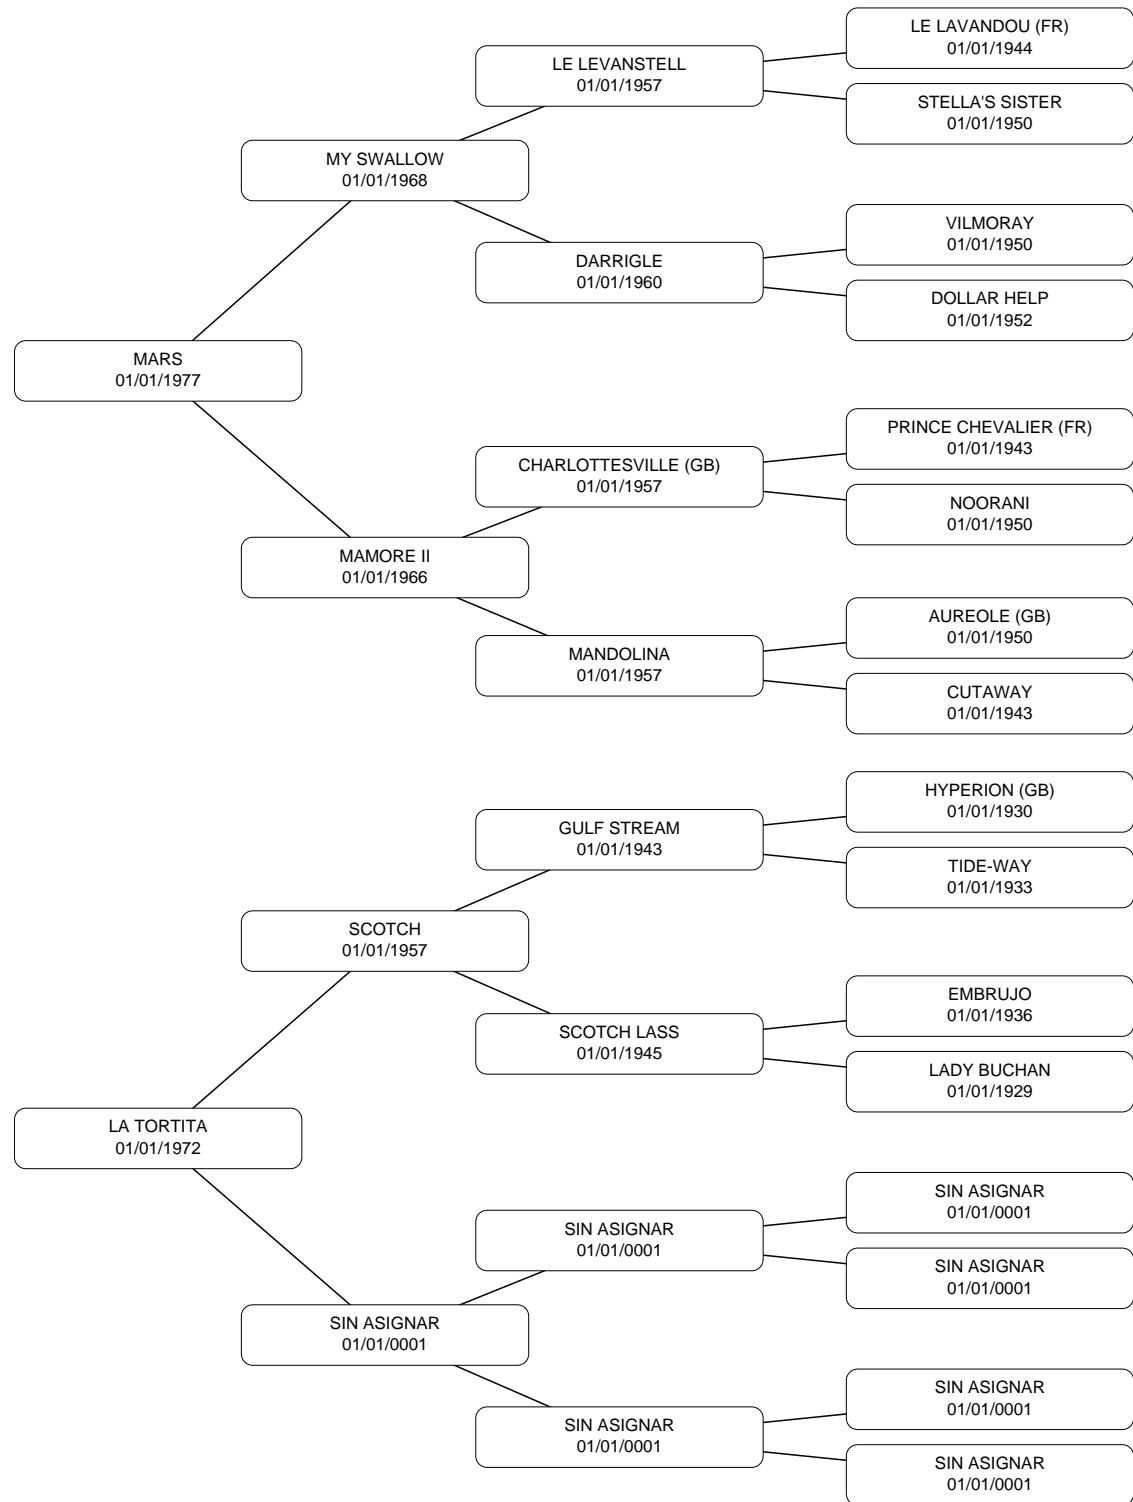 LE LAVANDOU (FR)
01/01/1944
LE LEVANSTELL
01/01/1957
STELLA'S SISTER
01/01/1950
MY SWALLOW
01/01/1968
VILMORAY
01/01/1950
DARRIGLE
01/01/1960
DOLLAR HELP
01/01/1952
MARS
01/01/1977
PRINCE CHEVALIER (FR)
01/01/1943
CHARLOTTESVILLE (GB)
01/01/1957
NOORANI
01/01/1950
MAMORE II
01/01/1966
AUREOLE (GB)
01/01/1950
MANDOLINA
01/01/1957
CUTAWAY
01/01/1943
HYPERION (GB)
01/01/1930
GULF STREAM
01/01/1943
TIDE-WAY
01/01/1933
SCOTCH
01/01/1957
EMBRUJO
01/01/1936
SCOTCH LASS
01/01/1945
LADY BUCHAN
01/01/1929
LA TORTITA
01/01/1972
SIN ASIGNAR
01/01/0001
SIN ASIGNAR
01/01/0001
SIN ASIGNAR
01/01/0001
SIN ASIGNAR
01/01/0001
SIN ASIGNAR
01/01/0001
SIN ASIGNAR
01/01/0001
SIN ASIGNAR
01/01/0001